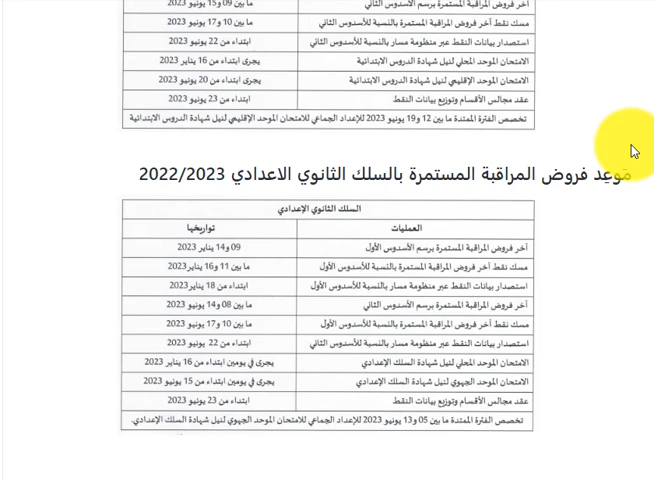 آخر فروض المراقبة المستمرة برسم الأسدوس الثاني ما بين 09 و15 يونيو 2023
مسك نقط آخر فروض المراقبة المستمرة بالنسبة للأسدوس الثاني ما بين 10 و17 يونيو 2023
استصدار بيانات النقط عبر منظومة مسار بالنسبة للأسدوس الثاني ابتداء من 22 يونيو 2023
الامتحان الموحد المحلي لنيل شهادة الدروس الابتدائية يجرى ابتداء من 16 يناير 2023
الامتحان الموحد الإقليمي لنيل شهادة الدروس الابتدائية يجرى ابتداء من 20 يونيو 2023
عقد مجالس الأقسام وتوزيع بيانات النقط ابتداء من 23 يونيو 2023
تخصص الفترة الممتدة ما بين 12 و19 يونيو 2023 للإعداد الجماعي للامتحان الموحد الإقليمي لنيل شهادة الدروس الابتدائية
مَوعِد فروض المراقبة المستمرة بالسلك الثانوي الاعدادي 2022/2023
السلك الثانوي الإعدادي
العمليات تواريخها
آخر فروض المراقبة المستمرة برسم الأسدوس الأول 09 و14 يناير 2023
مسك نقط آخر فروض المراقبة المستمرة بالنسبة للأسدوس الأول ما بين 11 و16 يناير 2023
استصدار بيانات النقط عبر منظومة مسار بالنسبة للأسدوس الأول ابتداء من 18 يناير 2023
آخر فروض المراقبة المستمرة برسم الأسدوس الثاني ما بين 08 و14 يونيو 2023
مسك نقط آخر فروض المراقبة المستمرة بالنسبة للأسدوس الأول ما بين 10 و17 يونيو 2023
استصدار بيانات النقط عبر منظومة مسار بالنسبة للأسدوس الثاني ابتداء من 22 يونيو 2023
الامتحان الموحد المحلي لنيل شهادة السلك الإعدادي يجرى في يومين ابتداء من 16 يناير 2023
الامتحان الموحد الجهوي لنيل شهادة السلك الإعدادي يجرى في يومين ابتداء من 15 يونيو 2023
عقد مجالس الأقسام وتوزيع بيانات النقط ابتداء من 23 يونيو 2023
تخصص الفترة الممتدة ما بين 05 و13 يونيو 2023 للإعداد الجماعي للامتحان الموحد الجهوي لنيل شهادة السلك الإعدادي.